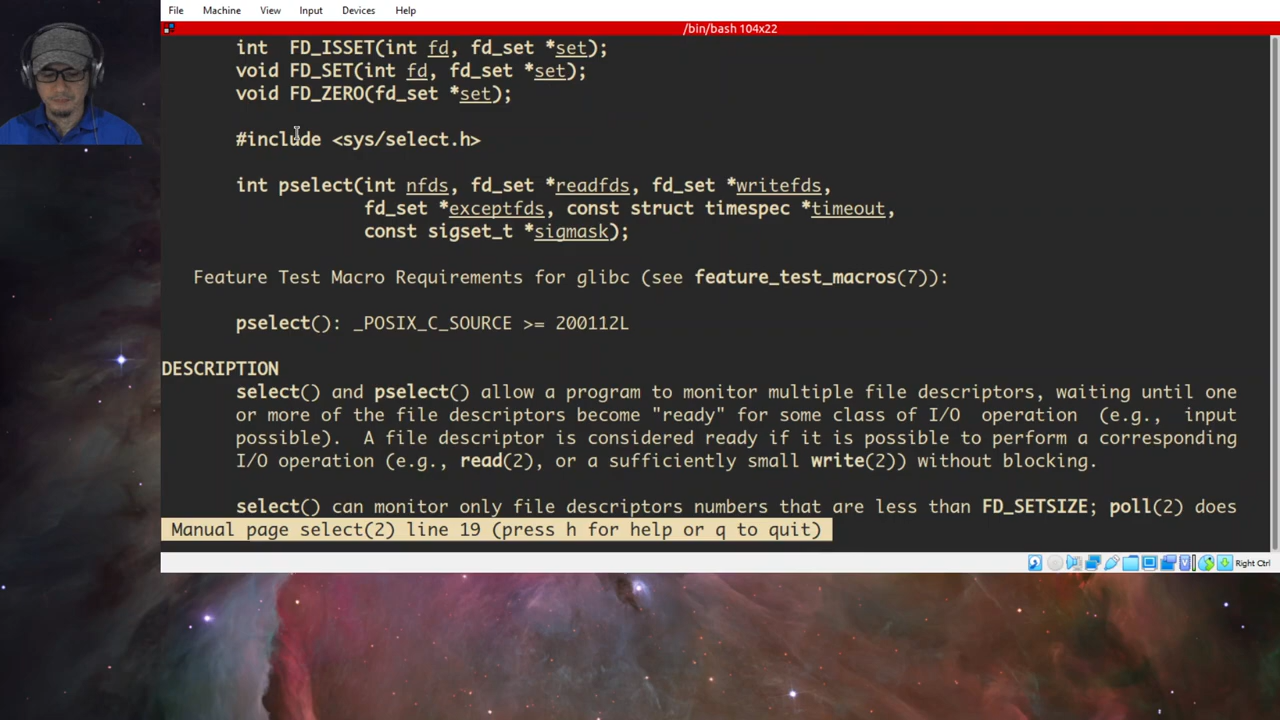 File Machine View Input Devices Help
/bin/bash 104x22
int FD_ISSET(int fd, fd_set *set);
void FD_SET(int fd, fd_set *set);
void FD_ZERO(fd_set *set);
#include <sys/select.h>
int pselect(int nfds, fd_set *readfds, fd_set *writefds,
fd_set *exceptfds, const struct timespec *timeout,
const sigset_t *sigmask);
Feature Test Macro Requirements for glibc (see feature_test_macros(7)):
pselect(): _POSIX_C_SOURCE >= 200112L
DESCRIPTION
select() and pselect() allow a program to monitor multiple file descriptors, waiting until one
or more of the file descriptors become "ready" for some class of I/O operation (e.g., input
possible). A file descriptor is considered ready if it is possible to perform a corresponding
I/O operation (e.g., read(2), or a sufficiently small write(2)) without blocking.
select() can monitor only file descriptors numbers that are less than FD_SETSIZE; poll(2) does
Manual page select(2) line 19 (press h for help or q to quit)
Right Ctrl